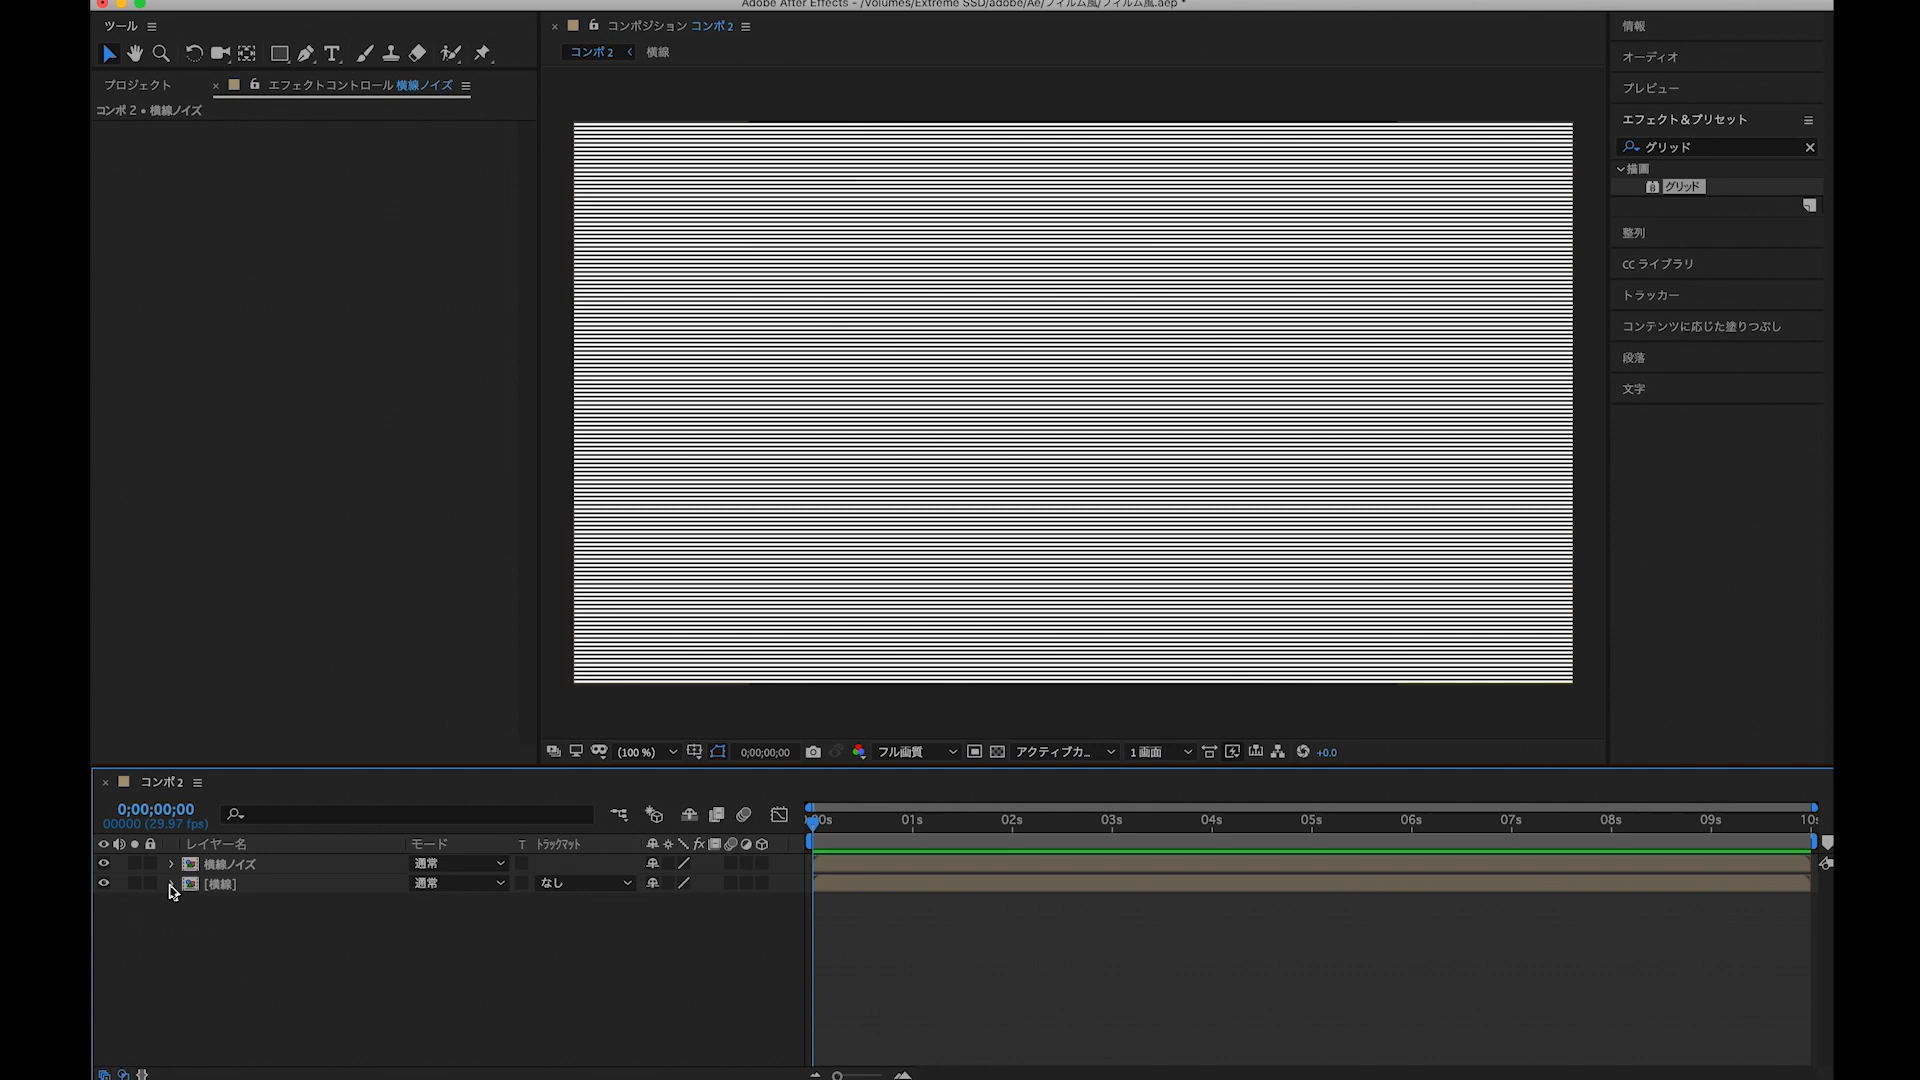 Adobe After Effects - /Volumes/Extreme SSD/adobe/Ae/フィルム風/フィルム風.aep *
ツール
プロジェクト
エフェクトコントロール 横線ノイズ
コンポ 2 • 横線ノイズ
コンポジション コンポ 2
コンポ 2
横線
情報
オーディオ
プレビュー
エフェクト＆プリセット
グリッド
描画
8
グリッド
整列
CC ライブラリ
トラッカー
コンテンツに応じた塗りつぶし
段落
文字
(100 %)
0;00;00;00
フル画質
アクティブカ...
1 画面
+0.0
コンポ 2
0;00;00;00
00000 (29.97 fps)
レイヤー名
モード
T トラックマット
fx
横線ノイズ
通常
[横線]
通常
なし
:00s 01s 02s 03s 04s 05s 06s 07s 08s 09s 10s